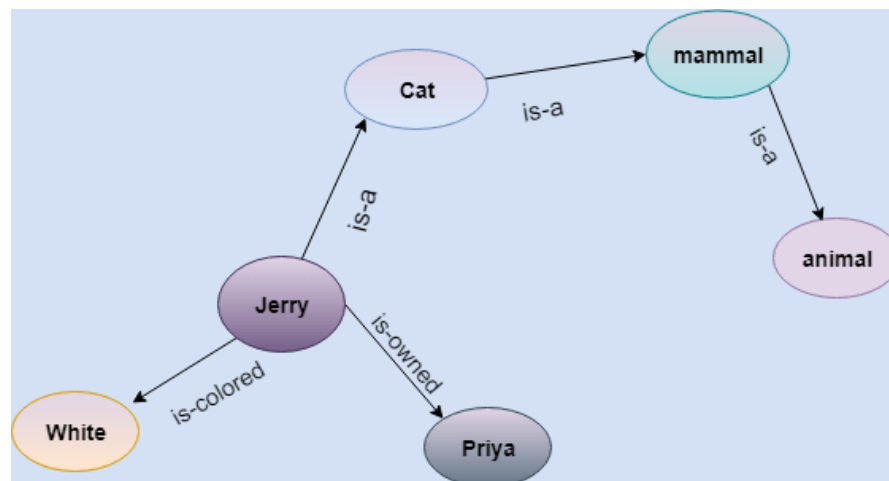 mammal
Cat
is-a
is-a
is-a
animal
Jerry
is-owned
is-colored
White
Priya